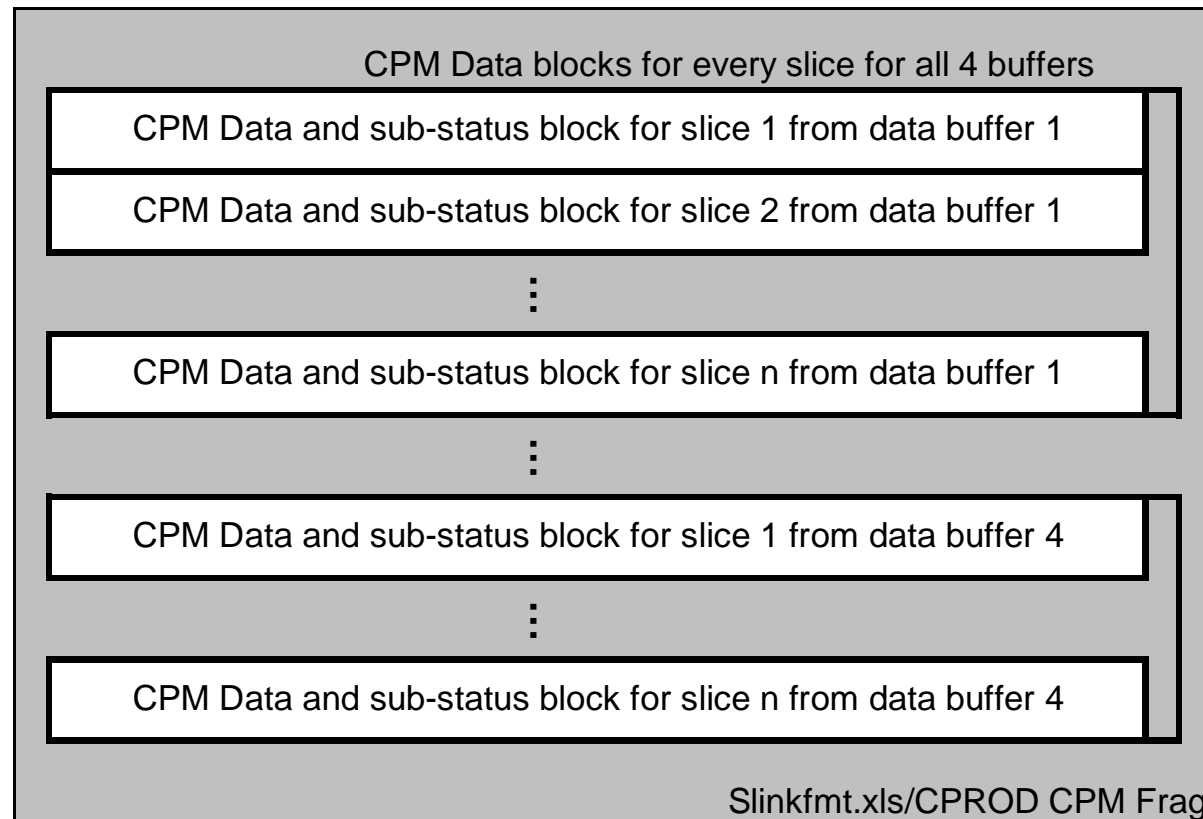 CPM Data blocks for every slice for all 4 buffers
CPM Data and sub-status block for slice 1 from data buffer 1
CPM Data and sub-status block for slice 2 from data buffer 1
⋮
CPM Data and sub-status block for slice n from data buffer 1
⋮
CPM Data and sub-status block for slice 1 from data buffer 4
⋮
CPM Data and sub-status block for slice n from data buffer 4
Slinkfmt.xls/CPROD CPM Frag